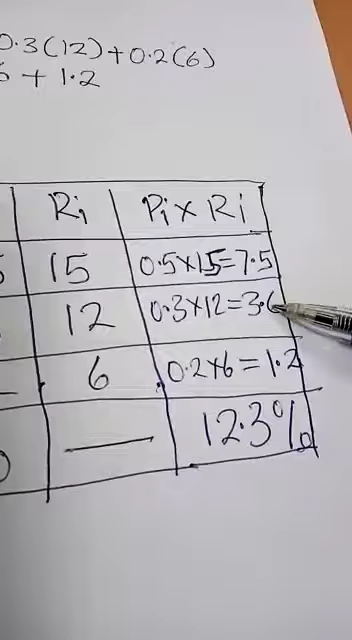 0.3(12)+0.2(6)
+ 1.2
Ri Pi x Ri
15 0.5x15=7.5
12 0.3x12=3.6
6 0.2x6=1.2
12.3%